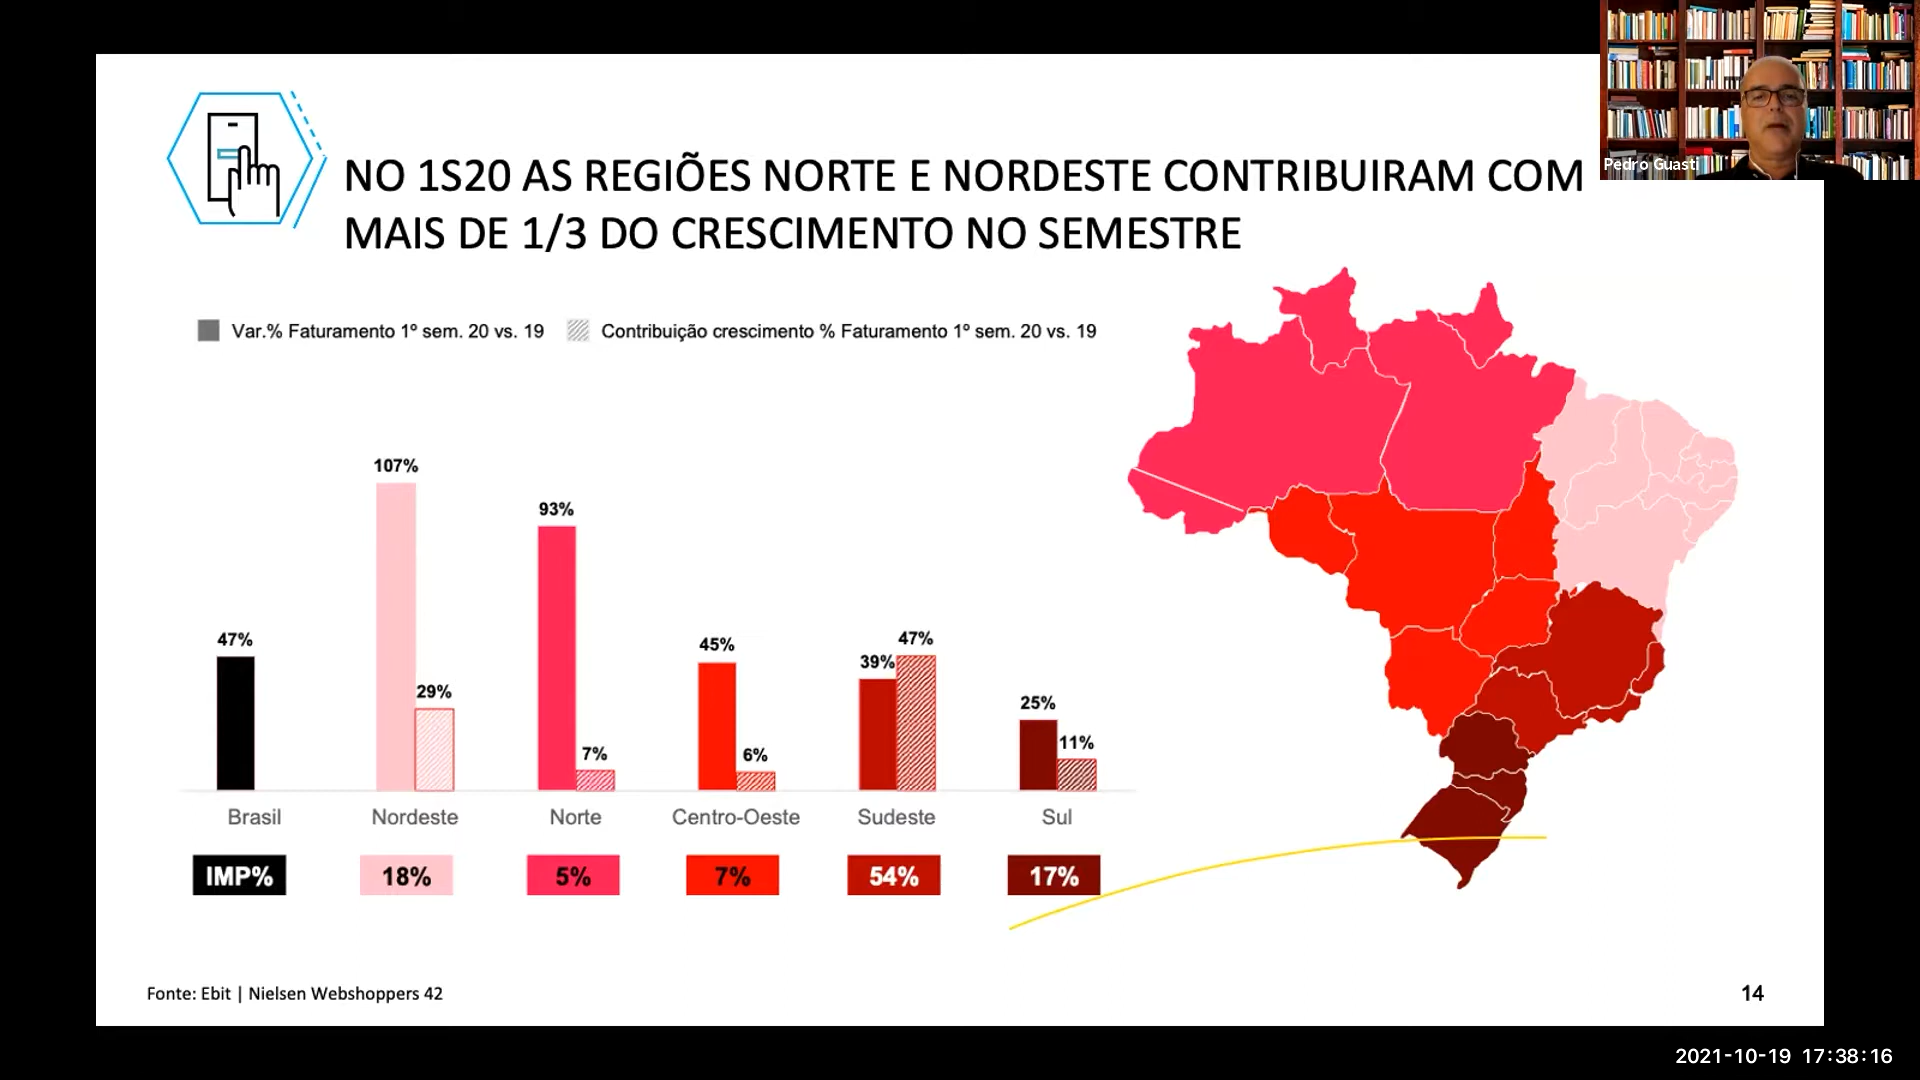 Pedro Guasti
NO 1S20 AS REGIÕES NORTE E NORDESTE CONTRIBUIRAM COM
MAIS DE 1/3 DO CRESCIMENTO NO SEMESTRE
Var.% Faturamento 1º sem. 20 vs. 19
Contribuição crescimento % Faturamento 1º sem. 20 vs. 19
47%
107%
29%
93%
7%
45%
6%
39%
47%
25%
11%
Brasil
Nordeste
Norte
Centro-Oeste
Sudeste
Sul
IMP%
18%
5%
7%
54%
17%
Fonte: Ebit | Nielsen Webshoppers 42
14
2021-10-19 17:38:16